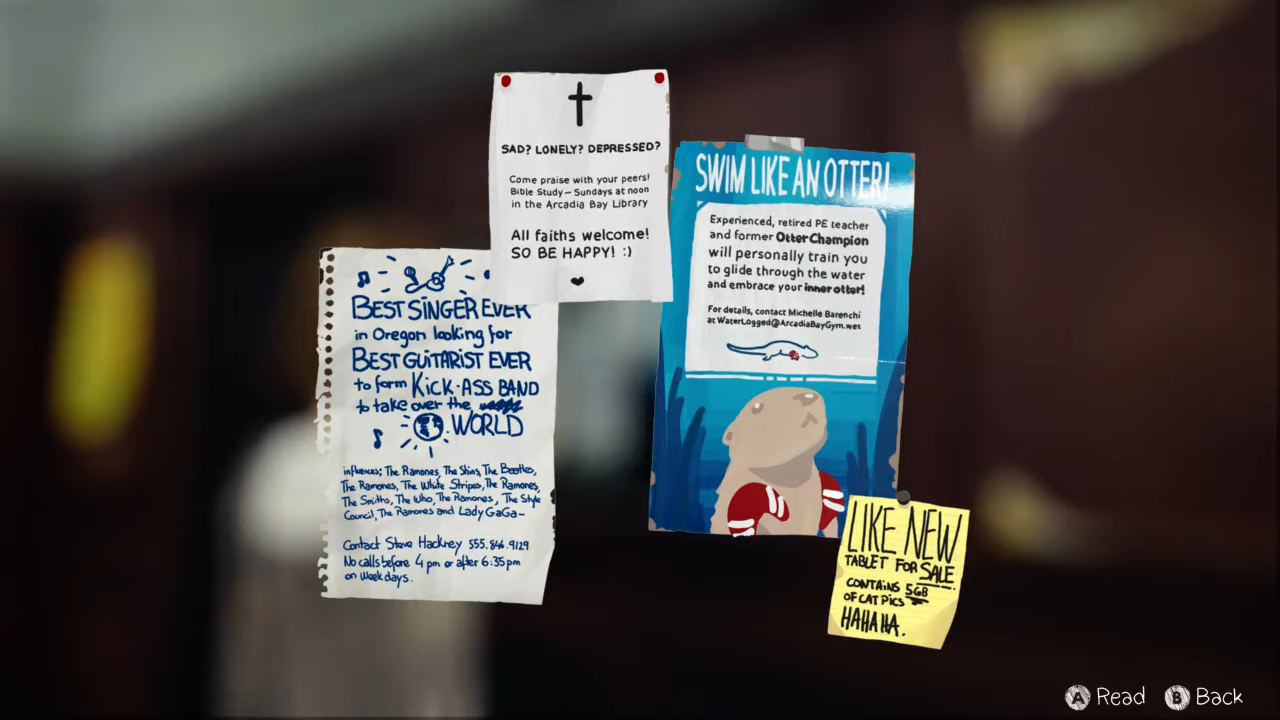 SAD? LONELY? DEPRESSED?
Come praise with your peers!
Bible Study - Sundays at noon
in the Arcadia Bay Library
All faiths welcome!
SO BE HAPPY! :)
SWIM LIKE AN OTTER!
Experienced, retired PE teacher
and former Otter Champion
will personally train you
to glide through the water
and embrace your inner otter!
For details, contact Michelle Barenchi
at WaterLogged@ArcadiaBayGym.wet
BEST SINGER EVER
in Oregon looking for
BEST GUITARIST EVER
to form KICK-ASS BAND
to take over the
WORLD
influences; The Ramones, The Shins, The Beatles,
The Ramones, The White Stripes, The Ramones,
The Smiths, The Who, The Ramones, The Style
Council, The Ramones and Lady GaGa-
Contact Steve Hackney 555.846.9129
No calls before 4 pm or after 6:35 pm
on weekdays.
LIKE NEW
TABLET FOR SALE
CONTAINS 5GB
OF CAT PICS
HAHAHA.
A Read B Back